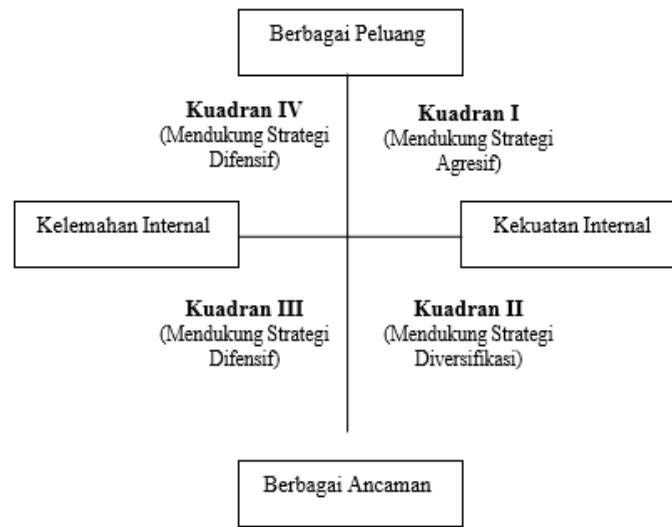 Berbagai Peluang
Kuadran IV
(Mendukung Strategi
Difensif)
Kuadran I
(Mendukung Strategi
Agresif)
Kelemahan Internal
Kekuatan Internal
Kuadran III
(Mendukung Strategi
Difensif)
Kuadran II
(Mendukung Strategi
Diversifikasi)
Berbagai Ancaman